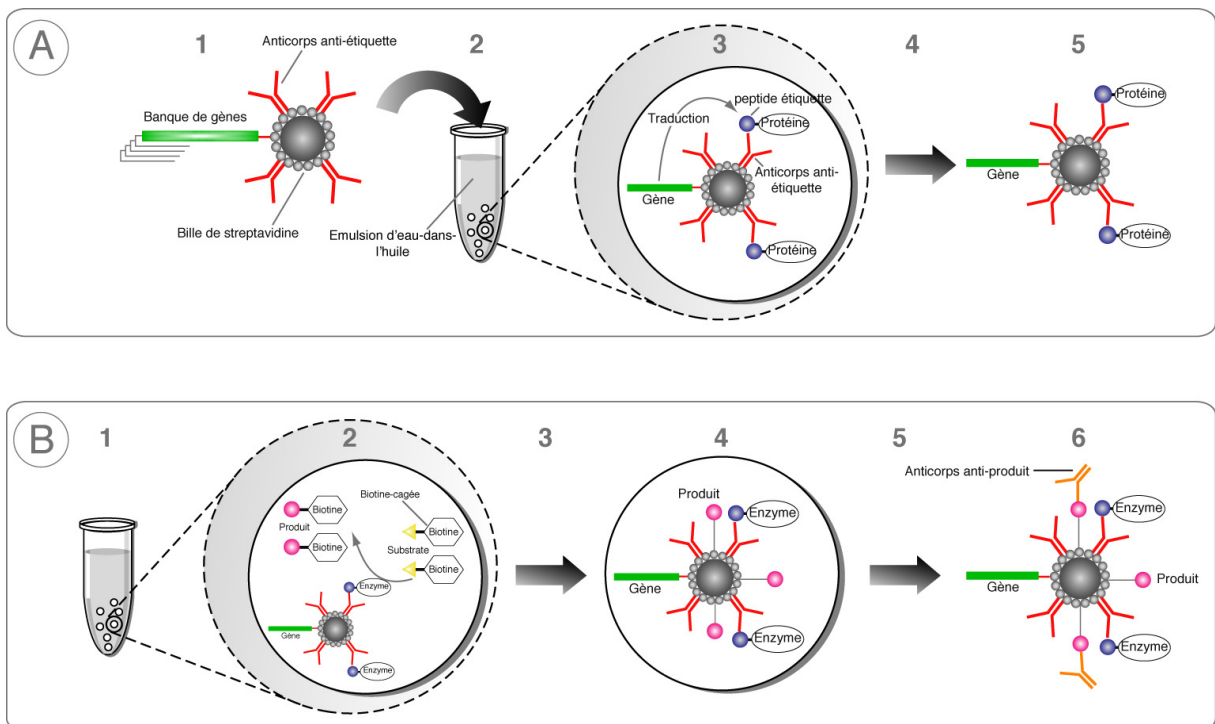 A
1
2
3
4
5
Anticorps anti-étiquette
Banque de gènes
Bille de streptavidine
Emulsion d'eau-dans-
l'huile
peptide étiquette
Protéine
Traduction
Anticorps anti-
étiquette
Gène
Protéine
Protéine
Gène
Protéine
B
1
2
3
4
5
6
Biotine-cagèe
Biotine
Biotine
Produit
Biotine
Substrate
Biotine
Enzyme
Gène
Enzyme
Produit
Enzyme
Gène
Enzyme
Anticorps anti-produit
Enzyme
Produit
Gène
Enzyme